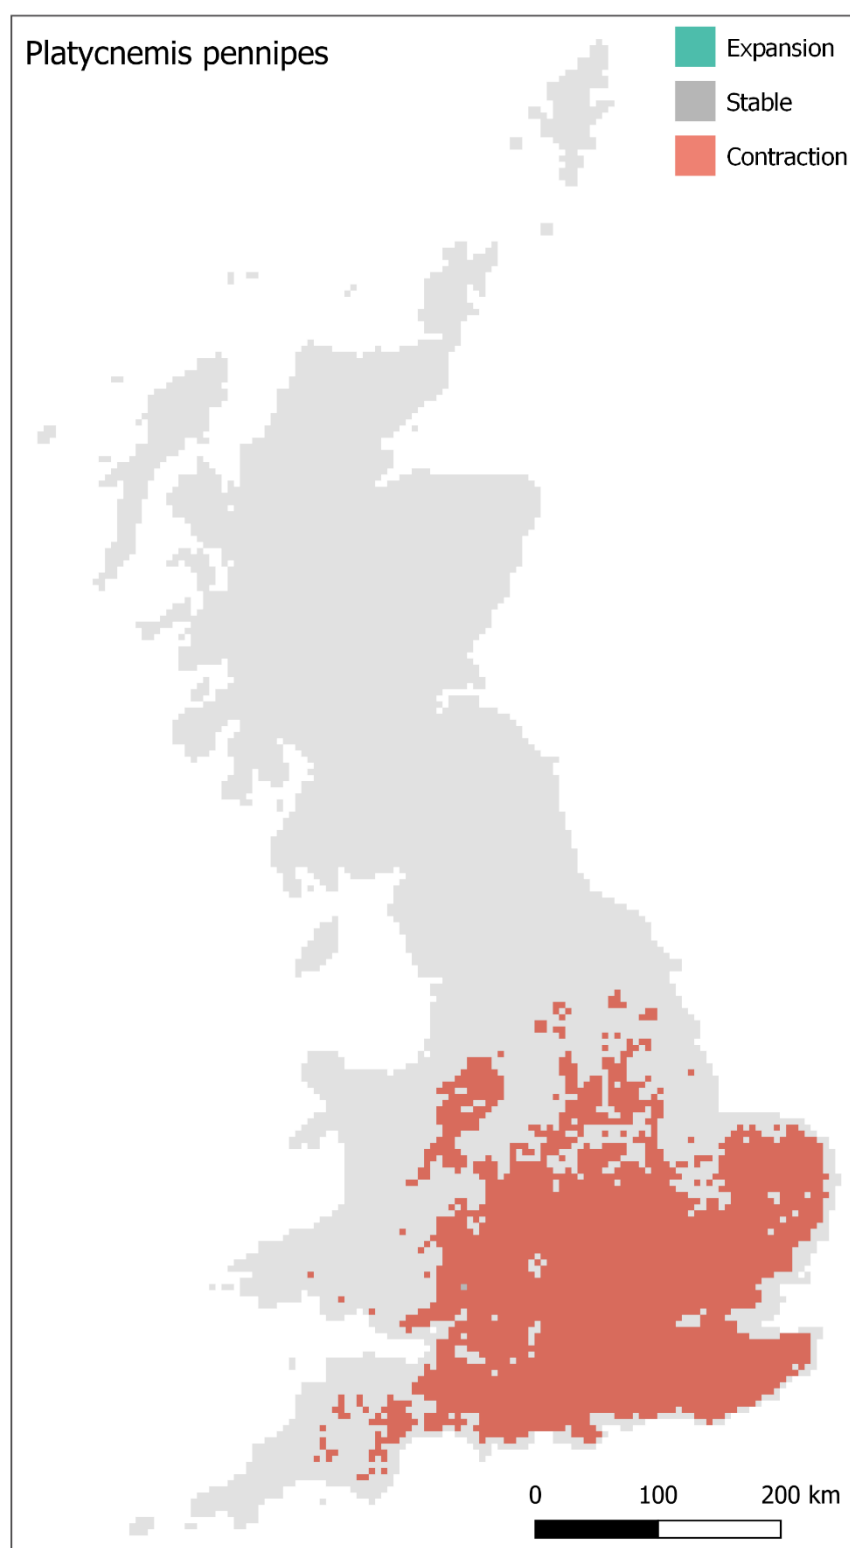 Platycnemis pennipes
Expansion
Stable
Contraction
0 100 200 km